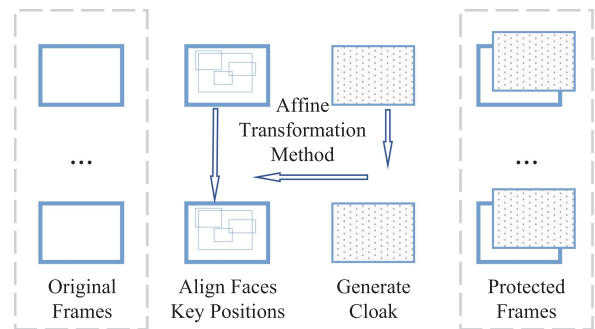 Affine
Transformation
Method
...
...
Original
Frames
Align Faces
Key Positions
Generate
Cloak
Protected
Frames